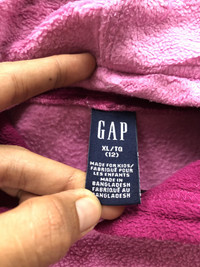 GAP
XL/TG
(12)
MADE FOR KIDS/
FABRIQUÉ POUR
LES ENFANTS
MADE IN
BANGLADESH
FABRIQUÉ AU
BANGLADESH